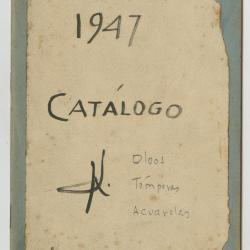 1947
CATÁLOGO
Oleos
Témperas
Acuarelas